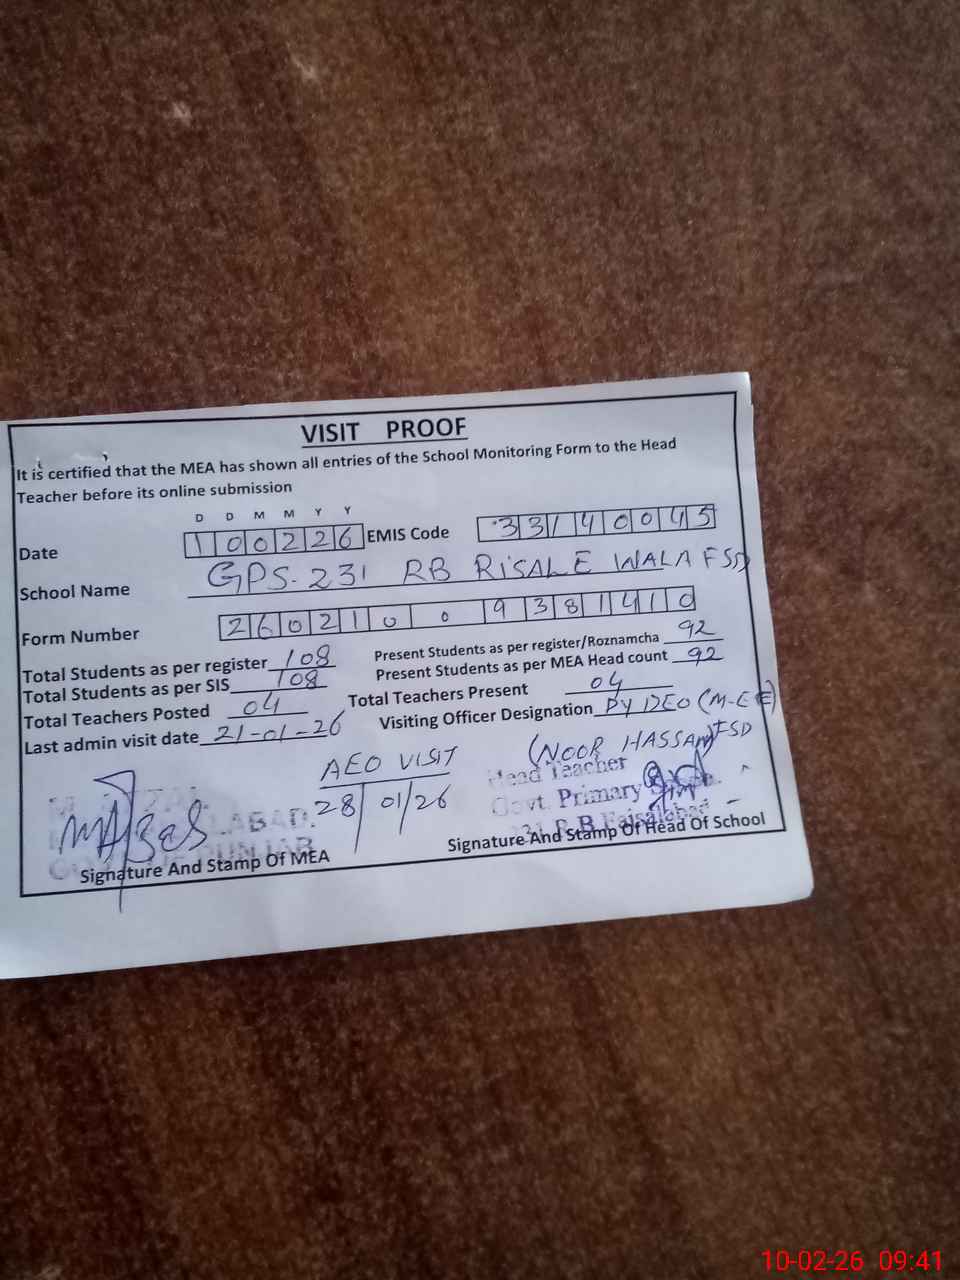 VISIT PROOF
It is certified that the MEA has shown all entries of the School Monitoring Form to the Head
Teacher before its online submission
D D M M Y Y
Date 100226 EMIS Code 33140045
School Name GPS. 231 RB RISALE WALA FSD
Form Number 26021009381410
Total Students as per register 108 Present Students as per register/Roznamcha 92
Total Students as per SIS 108 Present Students as per MEA Head count 92
Total Teachers Posted 04 Total Teachers Present 04
Last admin visit date 21-01-26 Visiting Officer Designation DY DEO (M-EE)
(NOOR HASSAN) FSD
AEO VISIT
28/01/26
Head Teacher
Govt. Primary
231 R.B Faisalabad
Signature And Stamp Of MEA Signature And Stamp Of Head Of School
10-02-26 09:41